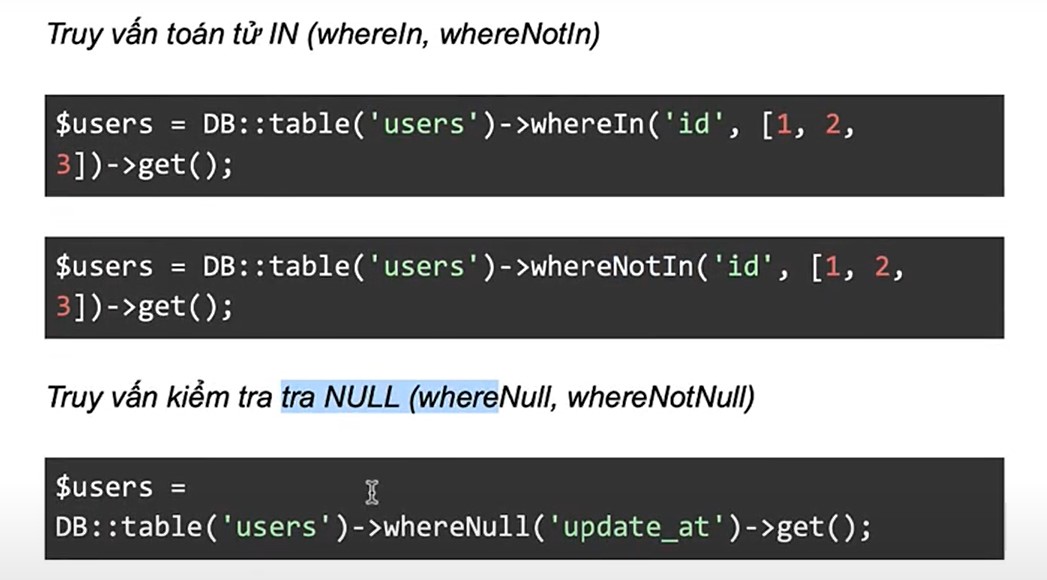 Truy vấn toán tử IN (whereIn, whereNotIn)
$users = DB::table('users')->whereIn('id', [1, 2,
3])->get();
$users = DB::table('users')->whereNotIn('id', [1, 2,
3])->get();
Truy vấn kiểm tra tra NULL (whereNull, whereNotNull)
$users =
DB::table('users')->whereNull('update_at')->get();